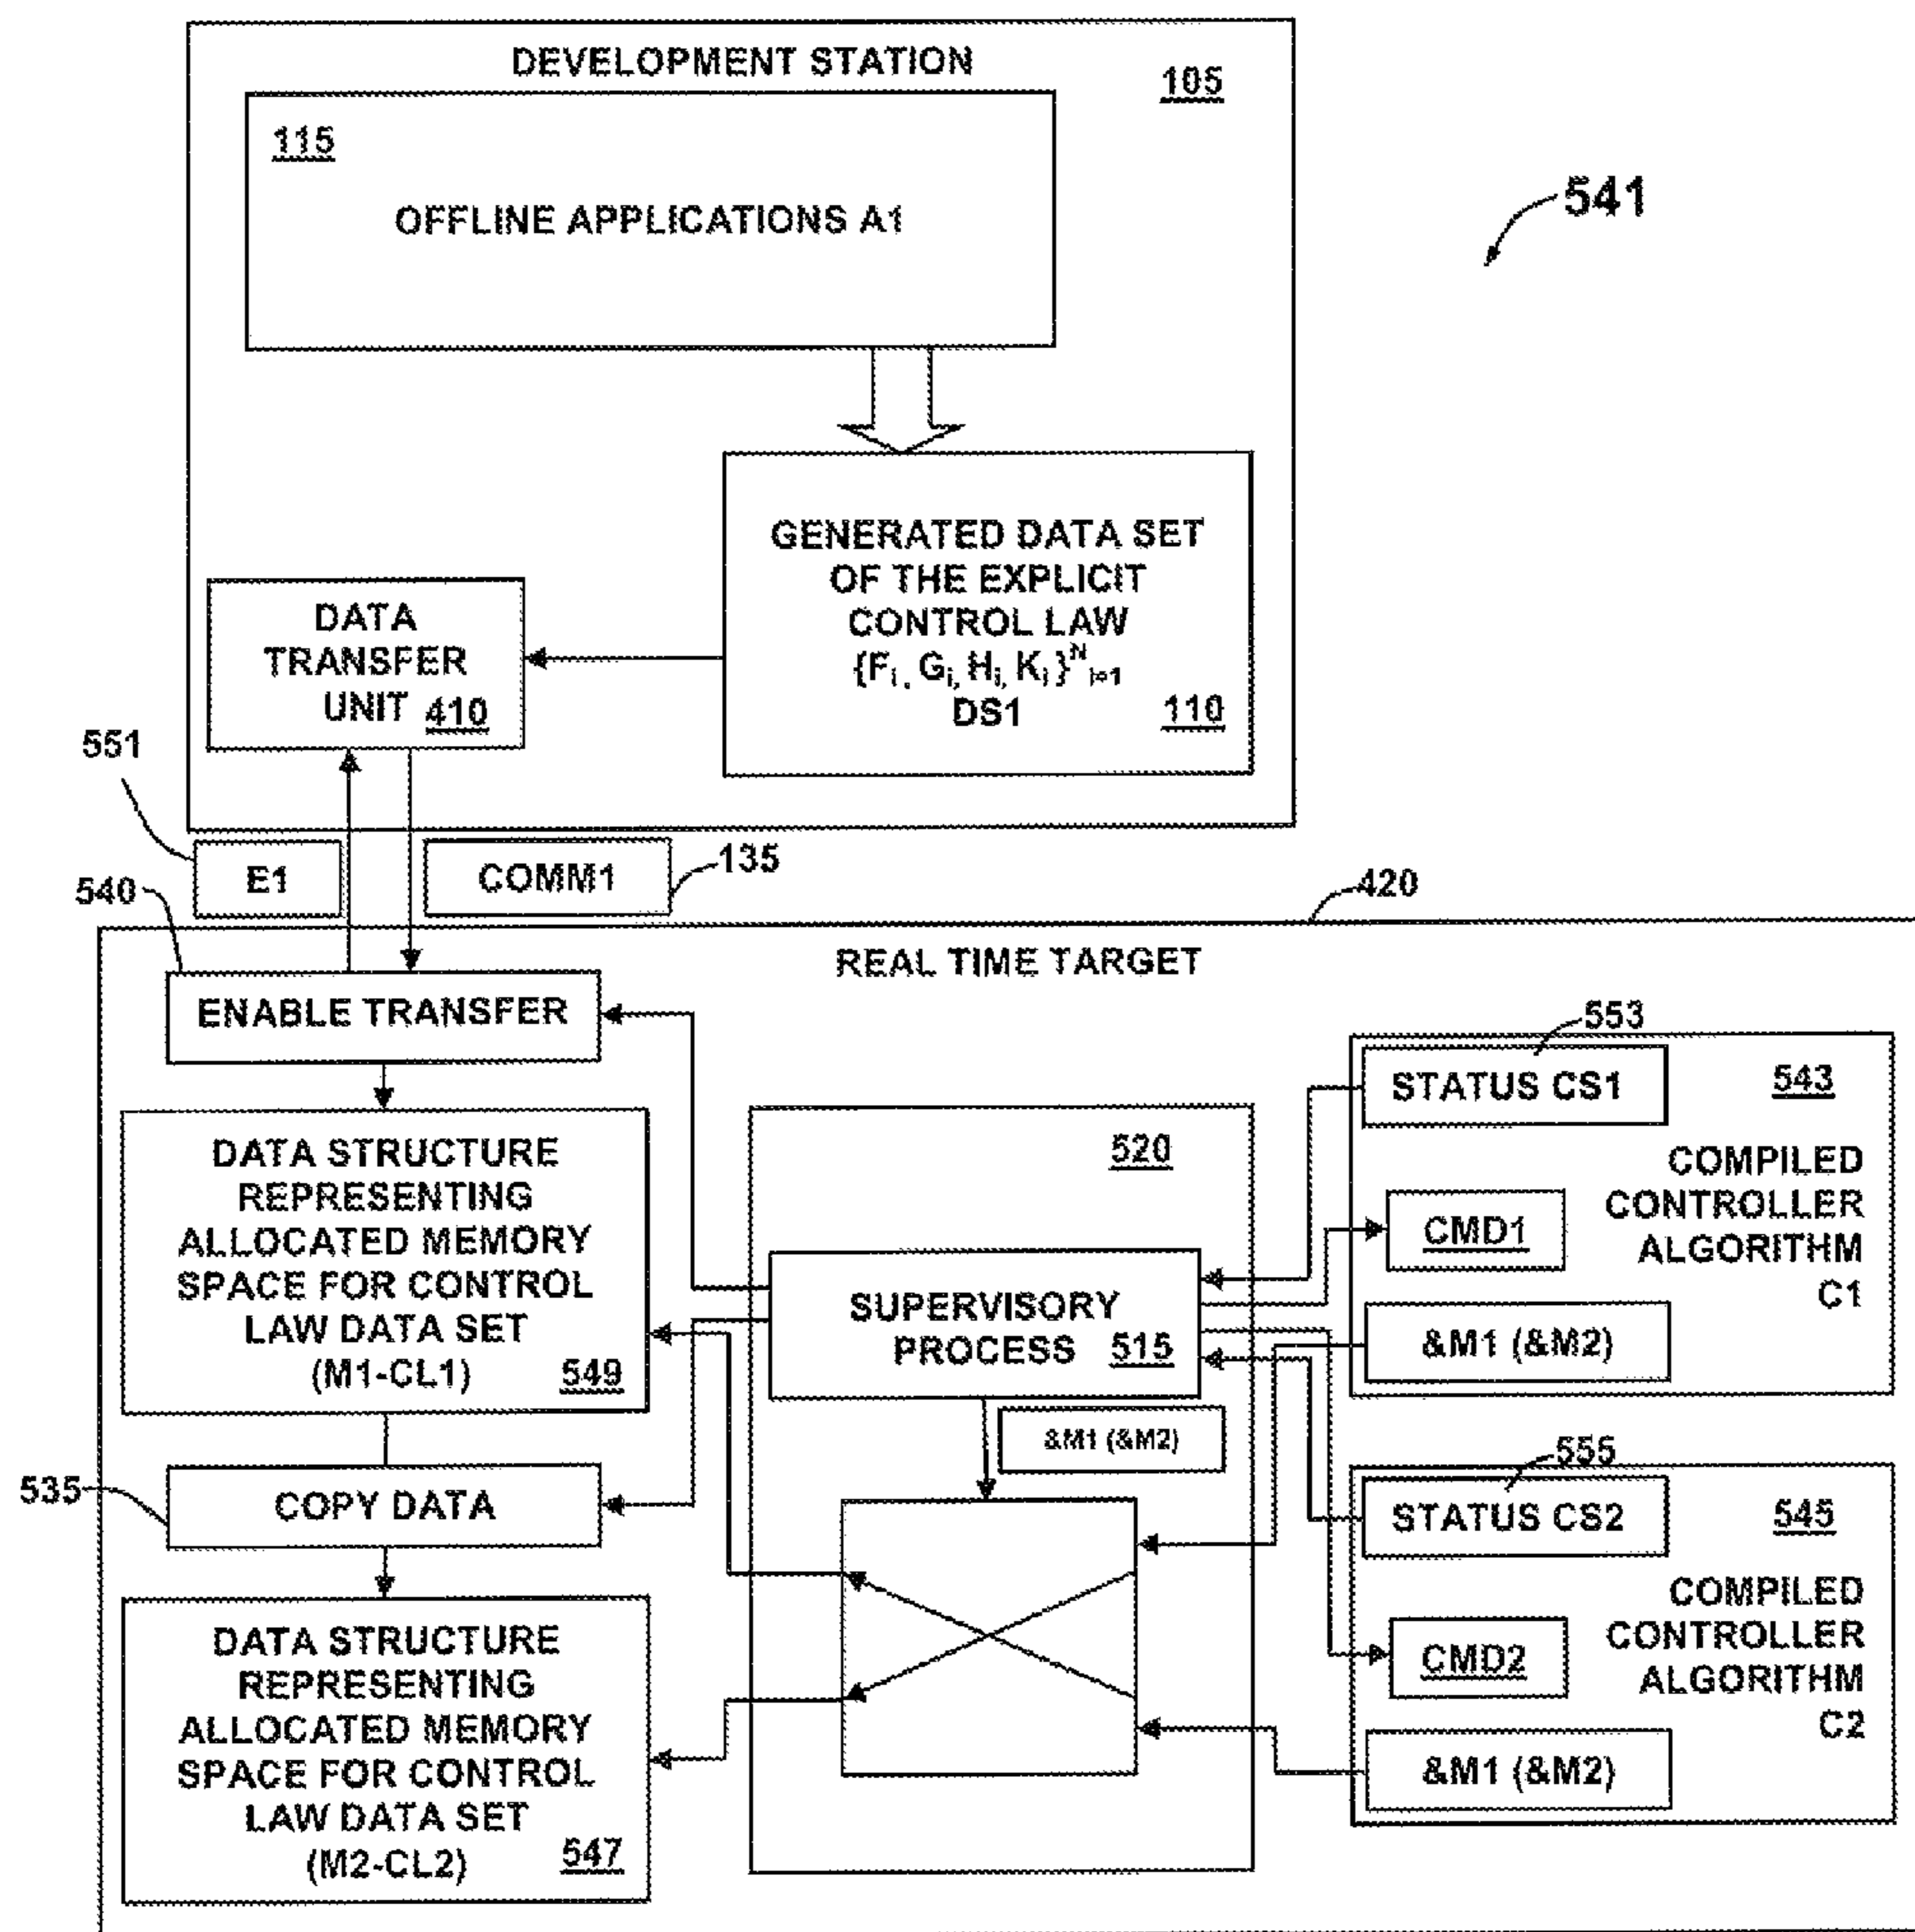 DEVELOPMENT STATION
105
115
OFFLINE APPLICATIONS A1
541
GENERATED DATA SET
OF THE EXPLICIT
CONTROL LAW
{Fi, Gi, Hi, Ki}N i=1
DS1
110
DATA
TRANSFER
UNIT 410
551
E1
COMM1
135
540
420
REAL TIME TARGET
ENABLE TRANSFER
553
STATUS CS1
543
COMPILED
CONTROLLER
ALGORITHM
C1
CMD1
&M1 (&M2)
DATA STRUCTURE
REPRESENTING
ALLOCATED MEMORY
SPACE FOR CONTROL
LAW DATA SET
(M1-CL1)
549
520
SUPERVISORY
PROCESS 515
&M1 (&M2)
535
COPY DATA
555
STATUS CS2
545
COMPILED
CONTROLLER
ALGORITHM
C2
CMD2
&M1 (&M2)
DATA STRUCTURE
REPRESENTING
ALLOCATED MEMORY
SPACE FOR CONTROL
LAW DATA SET
(M2-CL2)
547